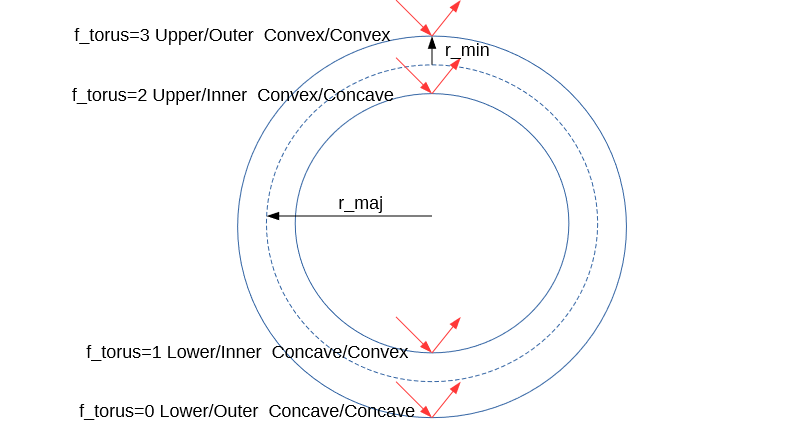 f_torus=3 Upper/Outer  Convex/Convex
r_min
f_torus=2 Upper/Inner  Convex/Concave
r_maj
f_torus=1 Lower/Inner  Concave/Convex
f_torus=0 Lower/Outer  Concave/Concave